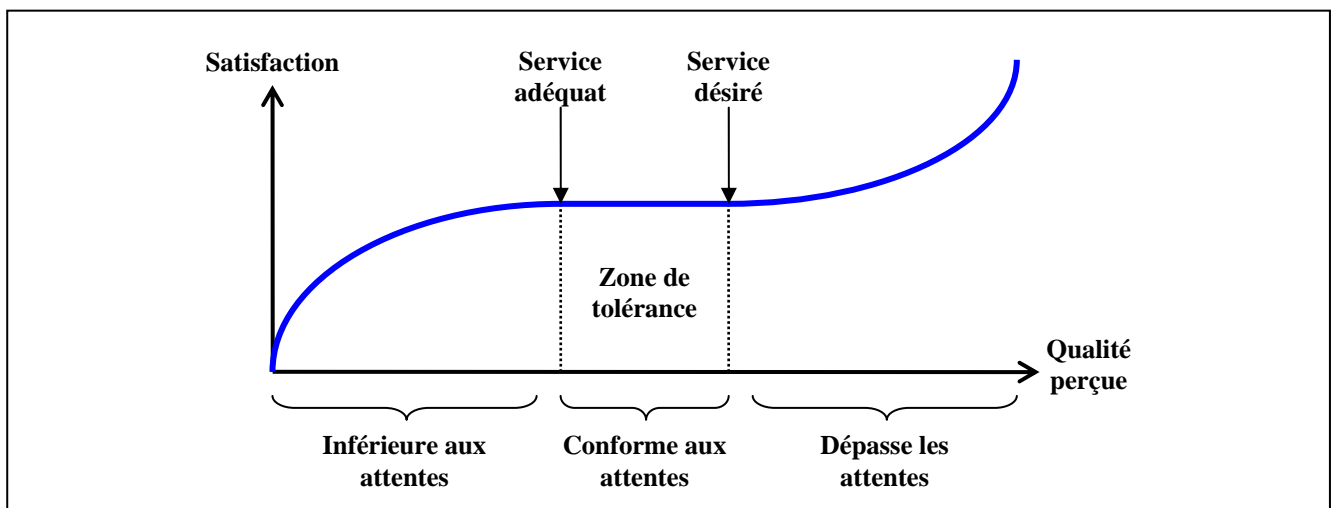 Satisfaction
Service
adéquat
Service
désiré
Zone de
tolérance
Qualité
perçue
Inférieure aux
attentes
Conforme aux
attentes
Dépasse les
attentes